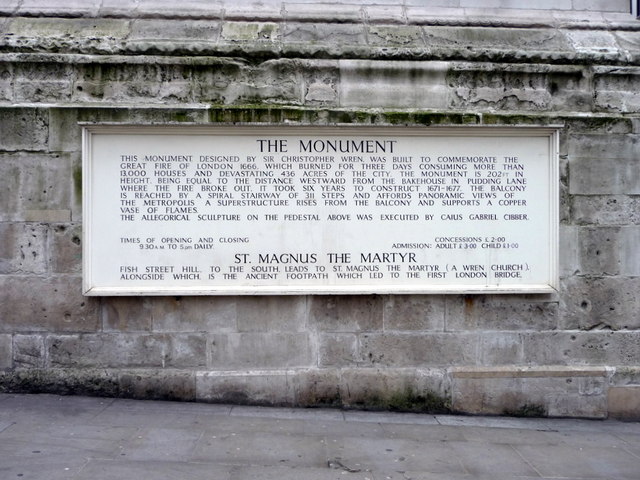 THE MONUMENT
THIS MONUMENT DESIGNED BY SIR CHRISTOPHER WREN, WAS BUILT TO COMMEMORATE THE
GREAT FIRE OF LONDON 1666, WHICH BURNED FOR THREE DAYS CONSUMING MORE THAN
13,000 HOUSES AND DEVASTATING 436 ACRES OF THE CITY. THE MONUMENT IS 202FT. IN
HEIGHT, BEING EQUAL TO THE DISTANCE WESTWARD FROM THE BAKEHOUSE IN PUDDING LANE
WHERE THE FIRE BROKE OUT. IT TOOK SIX YEARS TO CONSTRUCT 1671-1677. THE BALCONY
IS REACHED BY A SPIRAL STAIRWAY OF 311 STEPS AND AFFORDS PANORAMIC VIEWS OF
THE METROPOLIS. A SUPERSTRUCTURE RISES FROM THE BALCONY AND SUPPORTS A COPPER
VASE OF FLAMES.
THE ALLEGORICAL SCULPTURE ON THE PEDESTAL ABOVE WAS EXECUTED BY CAIUS GABRIEL CIBBER.
TIMES OF OPENING AND CLOSING CONCESSIONS £2·00
9.30 A.M. TO 5PM DAILY. ADMISSION: ADULT £3·00 CHILD £1·00
ST. MAGNUS THE MARTYR
FISH STREET HILL, TO THE SOUTH, LEADS TO ST. MAGNUS THE MARTYR (A WREN CHURCH),
ALONGSIDE WHICH, IS THE ANCIENT FOOTPATH WHICH LED TO THE FIRST LONDON BRIDGE.